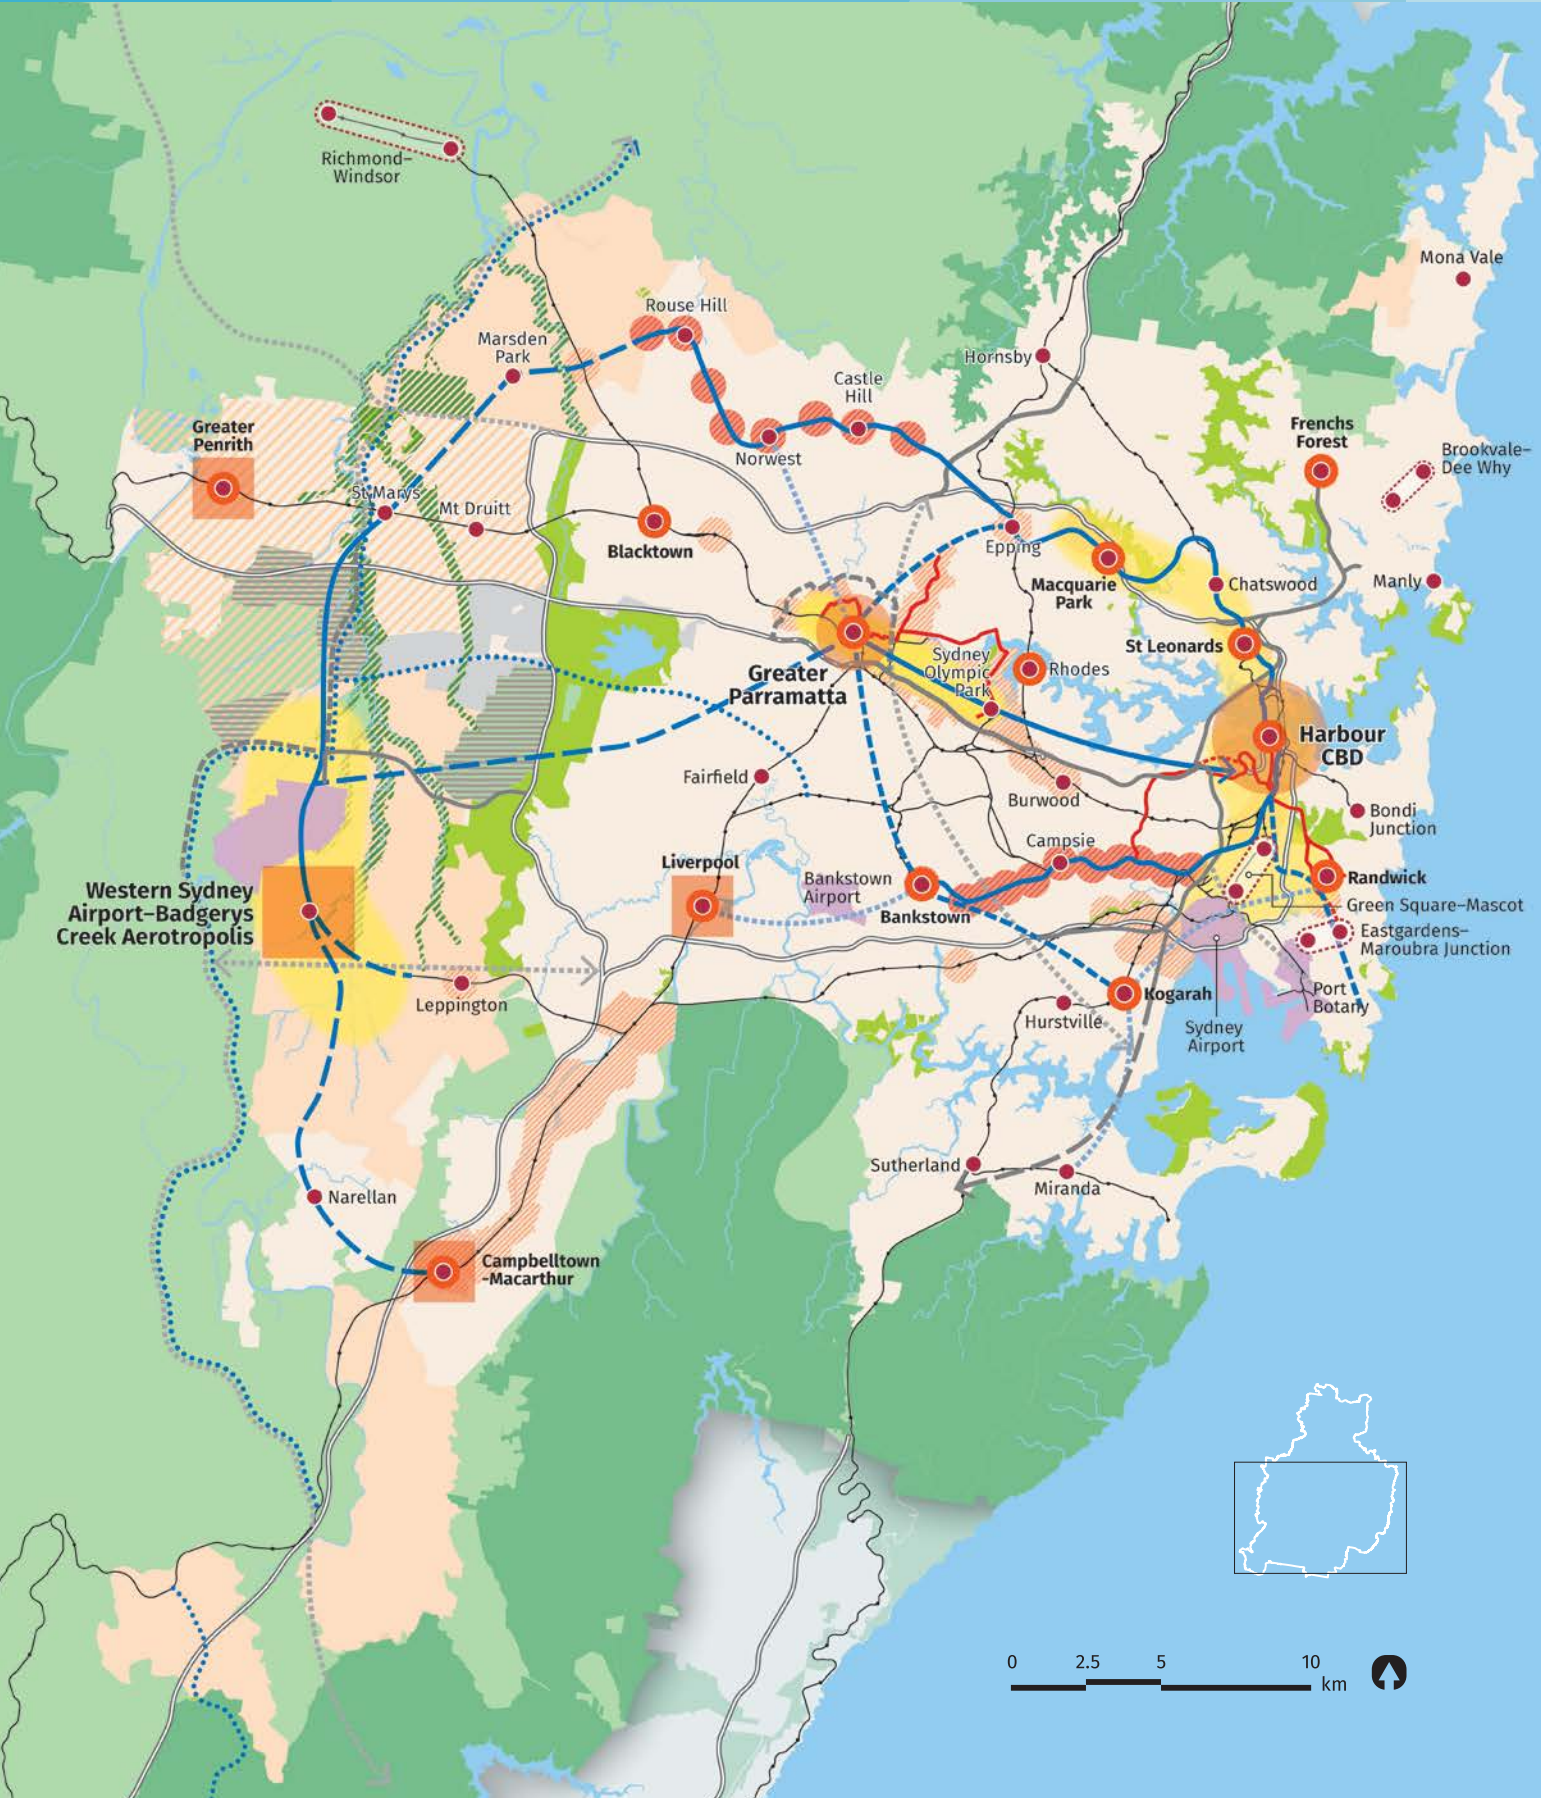 Richmond–
Windsor
Mona Vale
Rouse Hill
Marsden
Park
Hornsby
Castle
Hill
Greater
Penrith
Frenchs
Forest
Norwest
Brookvale–
Dee Why
St Marys
Mt Druitt
Blacktown
Epping
Macquarie
Park
Chatswood
Manly
St Leonards
Sydney
Olympic
Park
Rhodes
Greater
Parramatta
Harbour
CBD
Fairfield
Burwood
Bondi
Junction
Campsie
Liverpool
Bankstown
Airport
Western Sydney
Airport–Badgerys
Creek Aerotropolis
Randwick
Bankstown
Green Square–Mascot
Eastgardens–
Maroubra Junction
Leppington
Kogarah
Port
Botany
Hurstville
Sydney
Airport
Sutherland
Miranda
Narellan
Campbelltown
-Macarthur
0 2.5 5 10
km